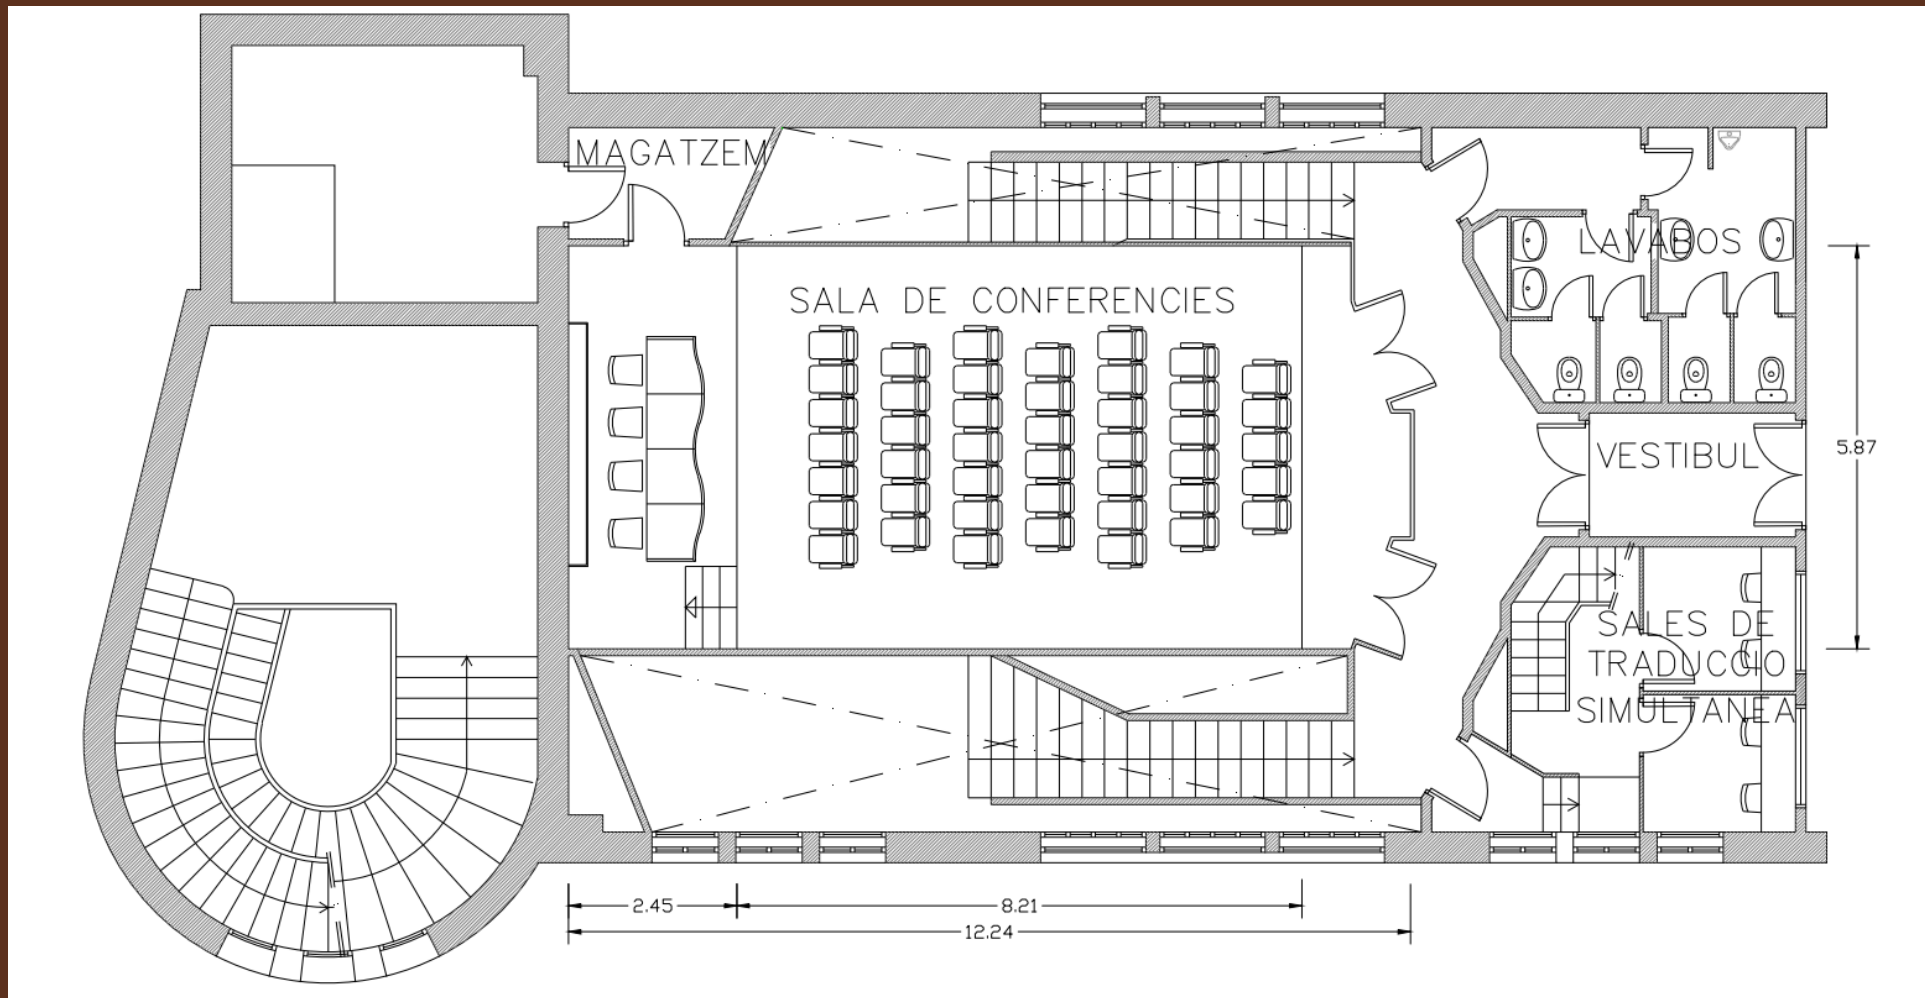 MAGATZEM
LAVABOS
SALA DE CONFERENCIES
VESTIBUL
5.87
SALES DE
TRADUCCIO
SIMULTANEA
2.45
8.21
12.24